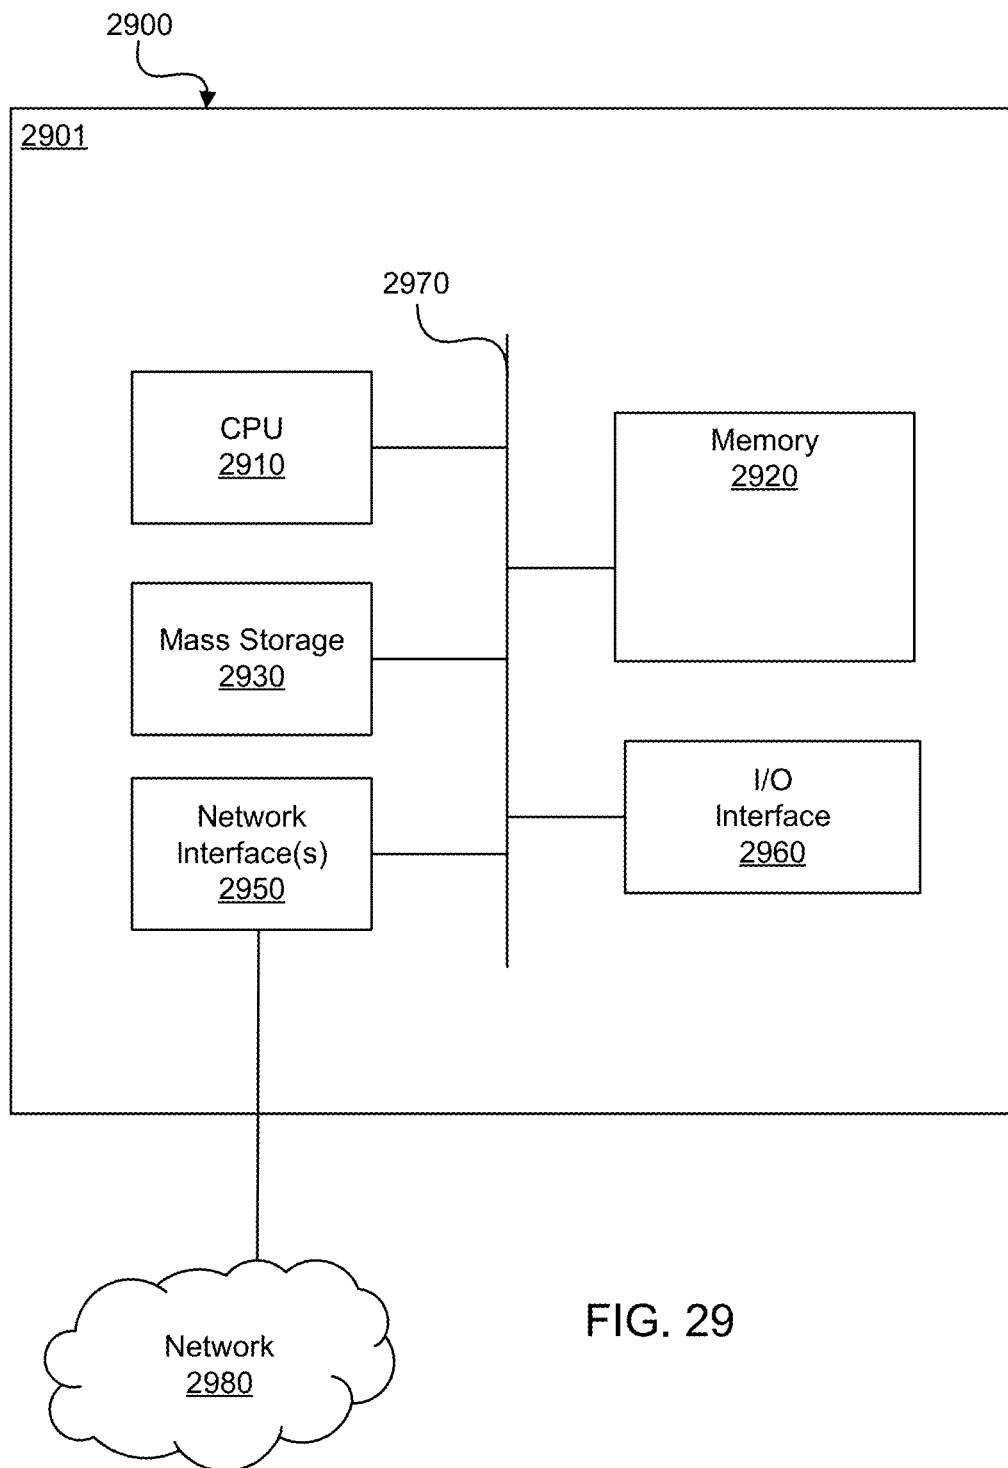 2900
2901
2970
CPU
2910
Memory
2920
Mass Storage
2930
I/O
Interface
2960
Network
Interface(s)
2950
Network
2980
FIG. 29